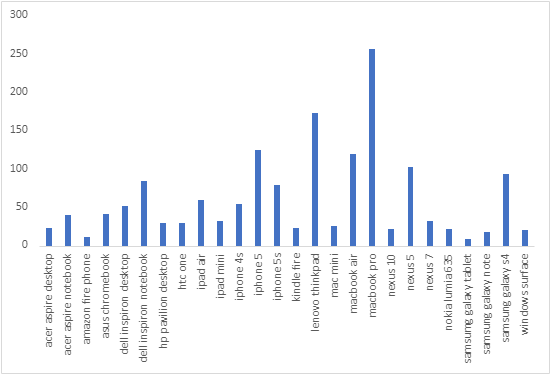 300
250
200
150
100
50
0
acer aspire desktop
acer aspire notebook
amazon fire phone
asus chromebook
dell inspiron desktop
dell inspiron notebook
hp pavilion desktop
htc one
ipad air
ipad mini
iphone 4s
iphone 5
iphone 5s
kindle fire
lenovo thinkpad
mac mini
macbook air
macbook pro
nexus 10
nexus 5
nexus 7
nokia lumia 635
samsumg galaxy tablet
samsung galaxy note
samsung galaxy s4
windows surface